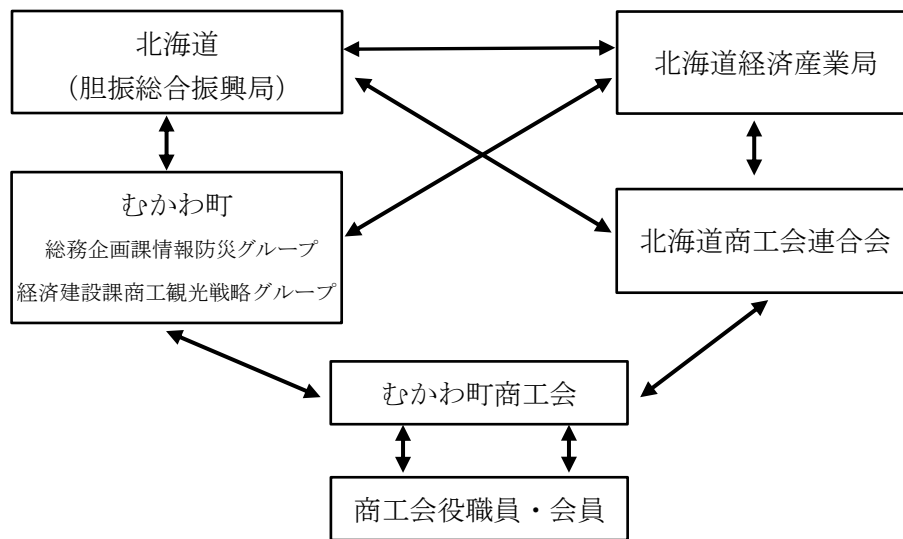 北海道
（胆振総合振興局）
北海道経済産業局
むかわ町
総務企画課情報防災グループ
経済建設課商工観光戦略グループ
北海道商工会連合会
むかわ町商工会
商工会役職員・会員